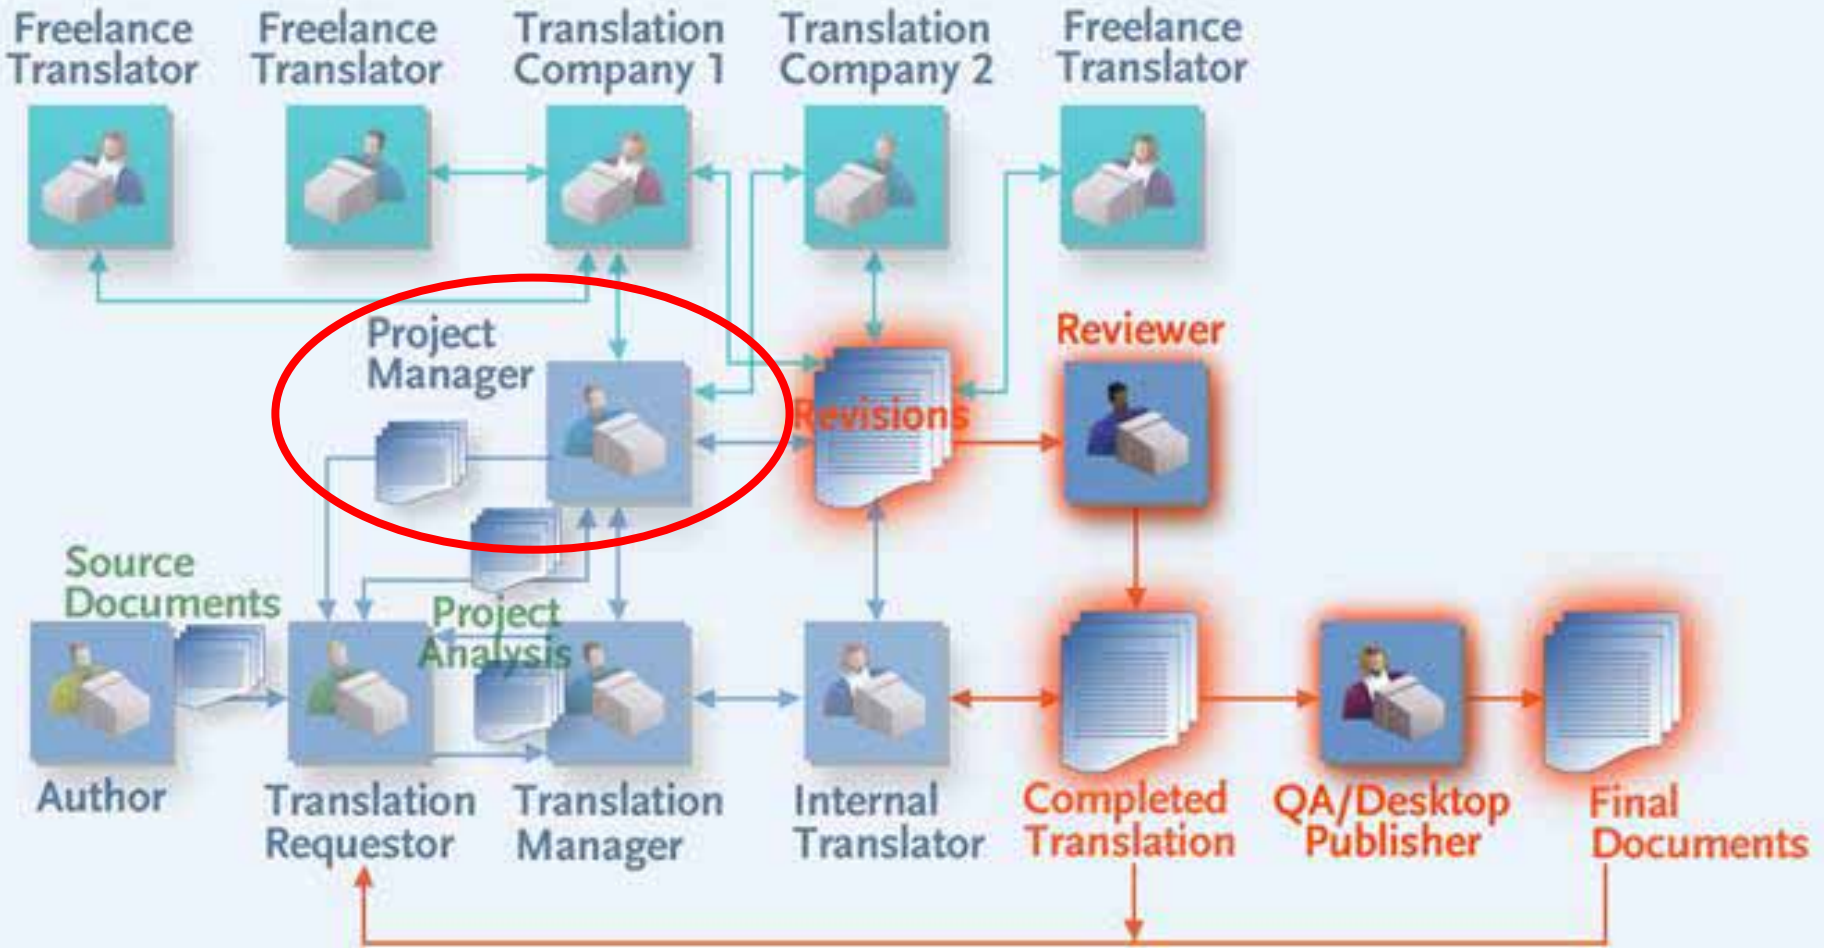 Freelance
Translator
Freelance
Translator
Translation
Company 1
Translation
Company 2
Freelance
Translator
Project
Manager
Revisions
Reviewer
Source
Documents
Project
Analysis
Author
Translation
Requestor
Translation
Manager
Internal
Translator
Completed
Translation
QA/Desktop
Publisher
Final
Documents